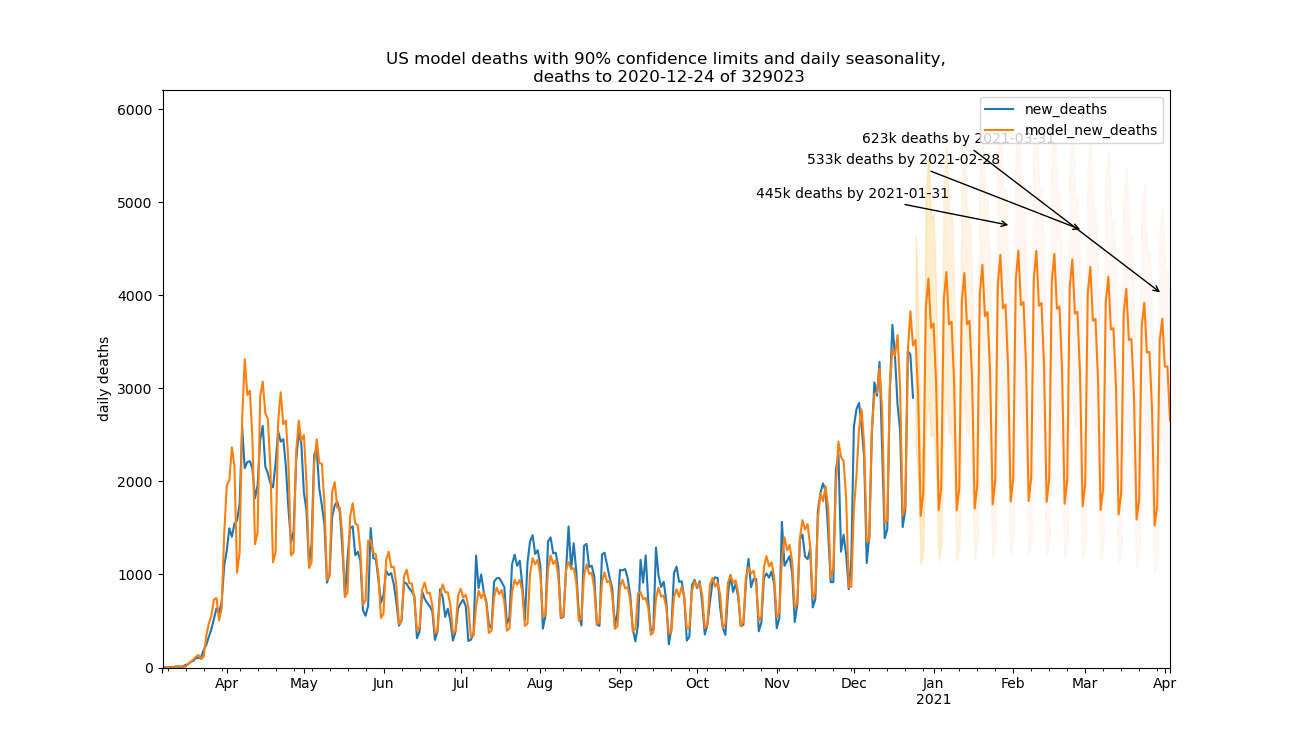 US model deaths with 90% confidence limits and daily seasonality,
deaths to 2020-12-24 of 329023
6000
5000
4000
3000
2000
1000
0
daily deaths
new_deaths
model_new_deaths
623k deaths by 2021-03-31
533k deaths by 2021-02-28
445k deaths by 2021-01-31
Apr
May
Jun
Jul
Aug
Sep
Oct
Nov
Dec
Jan
2021
Feb
Mar
Apr